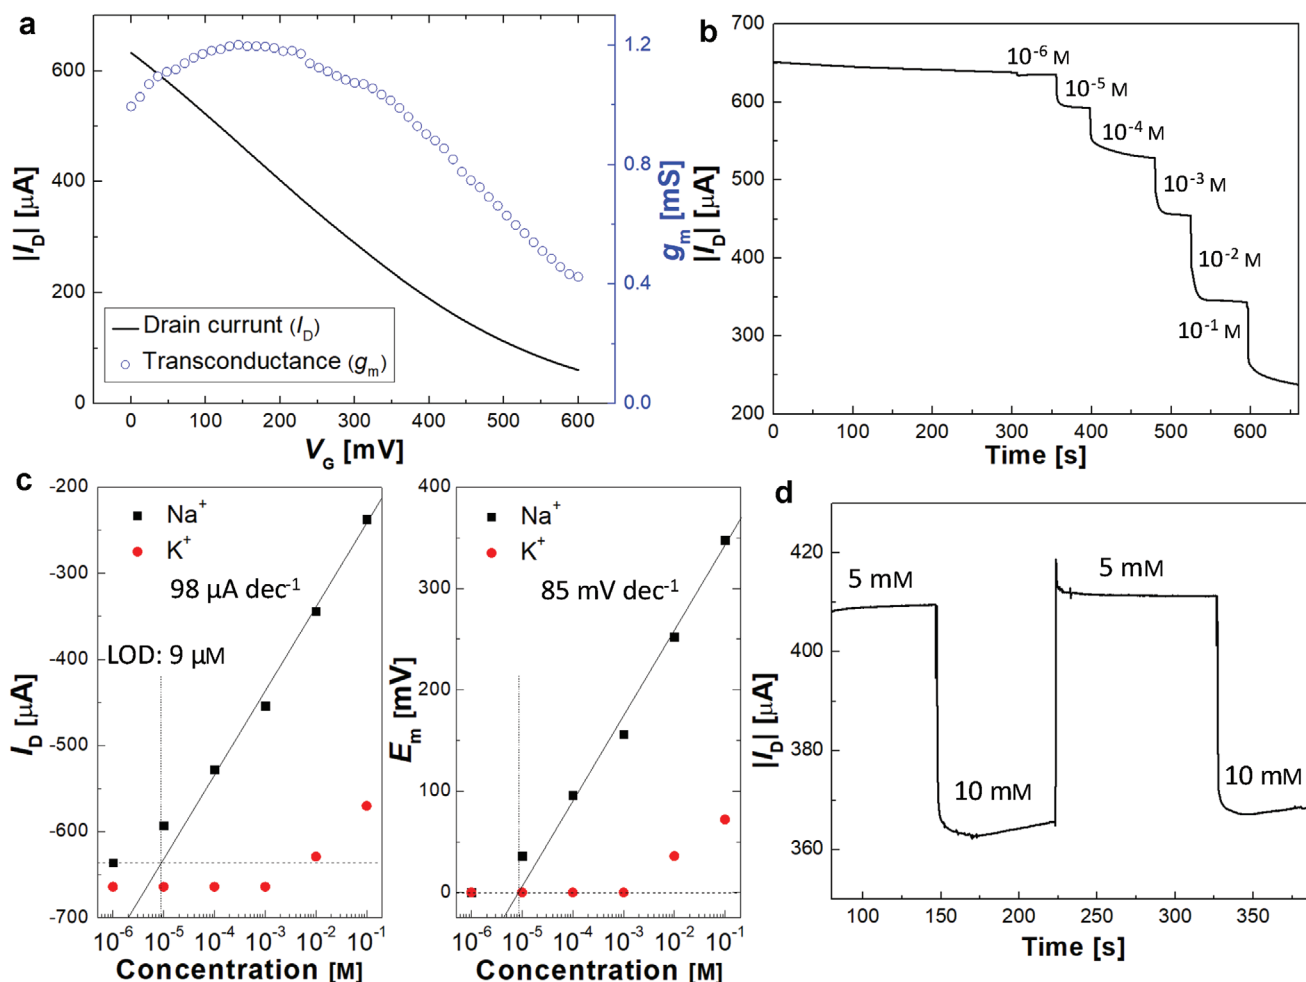 a
600
400
200
0
|I_D| [μA]
1.2
0.8
0.4
0.0
g_m [mS]
Drain currunt (I_D)
Transconductance (g_m)
0 100 200 300 400 500 600
V_G [mV]
b
700
650
600
550
500
450
400
350
300
250
200
|I_D| [μA]
10⁻⁶ M
10⁻⁵ M
10⁻⁴ M
10⁻³ M
10⁻² M
10⁻¹ M
0 100 200 300 400 500 600
Time [s]
c
-200
-300
-400
-500
-600
-700
I_D [μA]
Na⁺
K⁺
98 μA dec⁻¹
LOD: 9 μM
10⁻⁶ 10⁻⁵ 10⁻⁴ 10⁻³ 10⁻² 10⁻¹
Concentration [M]
400
300
200
100
0
E_m [mV]
Na⁺
K⁺
85 mV dec⁻¹
10⁻⁶ 10⁻⁵ 10⁻⁴ 10⁻³ 10⁻² 10⁻¹
Concentration [M]
d
420
400
380
360
|I_D| [μA]
5 mM
5 mM
10 mM
10 mM
100 150 200 250 300 350
Time [s]